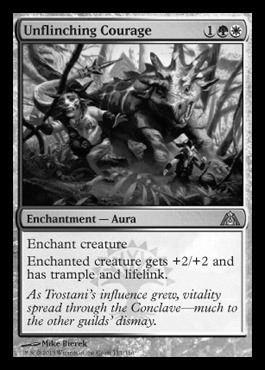 Unflinching Courage 1
Enchantment — Aura
Enchant creature
Enchanted creature gets +2/+2 and
has trample and lifelink.
As Trostani's influence grew, vitality
spread through the Conclave—much to
the other guilds' dismay.
Mike Bierek